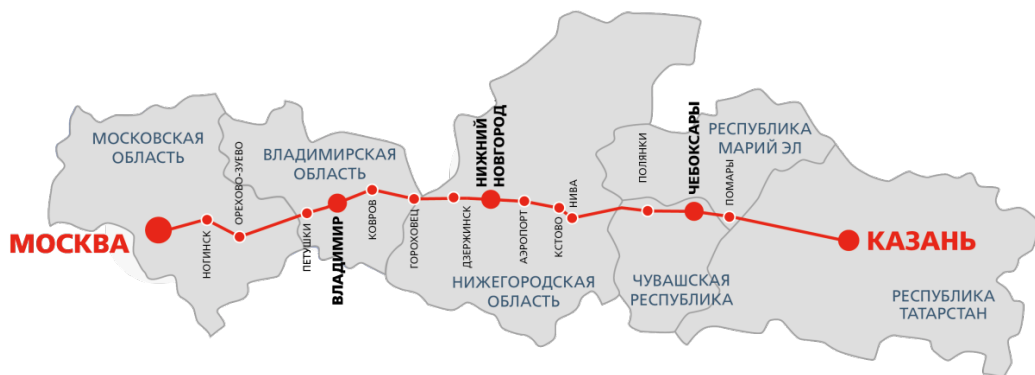 МОСКОВСКАЯ
ОБЛАСТЬ
ВЛАДИМИРСКАЯ
ОБЛАСТЬ
НИЖЕГОРОДСКАЯ
ОБЛАСТЬ
ЧУВАШСКАЯ
РЕСПУБЛИКА
РЕСПУБЛИКА
МАРИЙ ЭЛ
РЕСПУБЛИКА
ТАТАРСТАН
МОСКВА
НОГИНСК
ОРЕХОВО-ЗУЕВО
ПЕТУШКИ
ВЛАДИМИР
КОВРОВ
ГОРОХОВЕЦ
ДЗЕРЖИНСК
НИЖНИЙ
НОВГОРОД
АЭРОПОРТ
КСТОВО
НИВА
ПОЛЯНКИ
ЧЕБОКСАРЫ
ПОМАРЫ
КАЗАНЬ